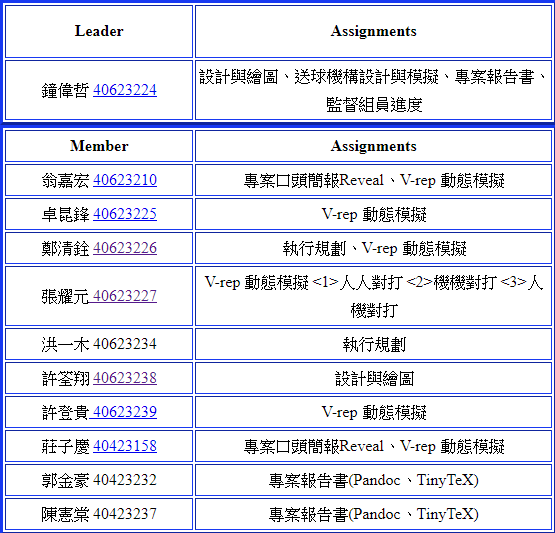 Leader Assignments
鐘偉哲 40623224 設計與繪圖、送球機構設計與模擬、專案報告書、
監督組員進度
Member Assignments
翁嘉宏 40623210 專案口頭簡報Reveal、V-rep 動態模擬
卓昆鋒 40623225 V-rep 動態模擬
鄭清銓 40623226 執行規劃、V-rep 動態模擬
張耀元 40623227 V-rep 動態模擬 <1>人人對打 <2>機機對打 <3>人
機對打
洪一木 40623234 執行規劃
許筌翔 40623238 設計與繪圖
許登貴 40623239 V-rep 動態模擬
莊子慶 40423158 專案口頭簡報Reveal、V-rep 動態模擬
郭金豪 40423232 專案報告書(Pandoc、TinyTeX)
陳憲棠 40423237 專案報告書(Pandoc、TinyTeX)